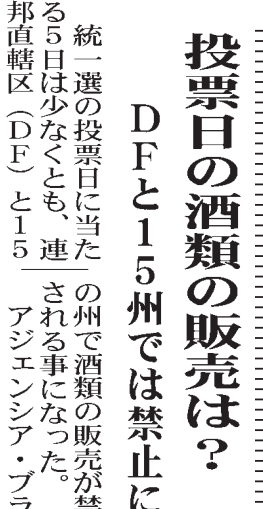 投票日の酒類の販売は?
DFと15州では禁止に
統一選の投票日に当た
る5日は少なくとも、連
邦直轄区(DF)と15
の州で酒類の販売が禁
される事になった。
アジェンシア・ブラ